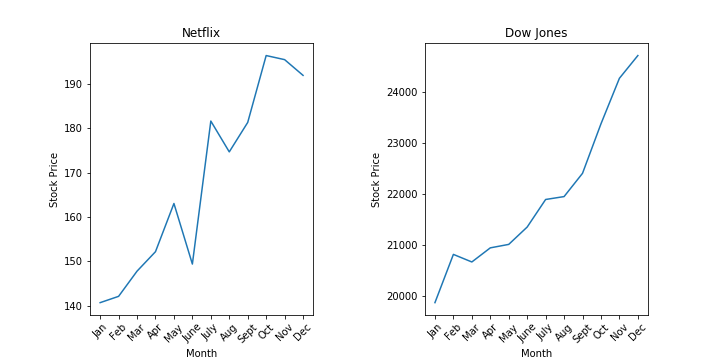 Netflix
Stock Price
190
180
170
160
150
140
Jan Feb Mar Apr May June July Aug Sept Oct Nov Dec
Month
Dow Jones
Stock Price
24000
23000
22000
21000
20000
Jan Feb Mar Apr May June July Aug Sept Oct Nov Dec
Month